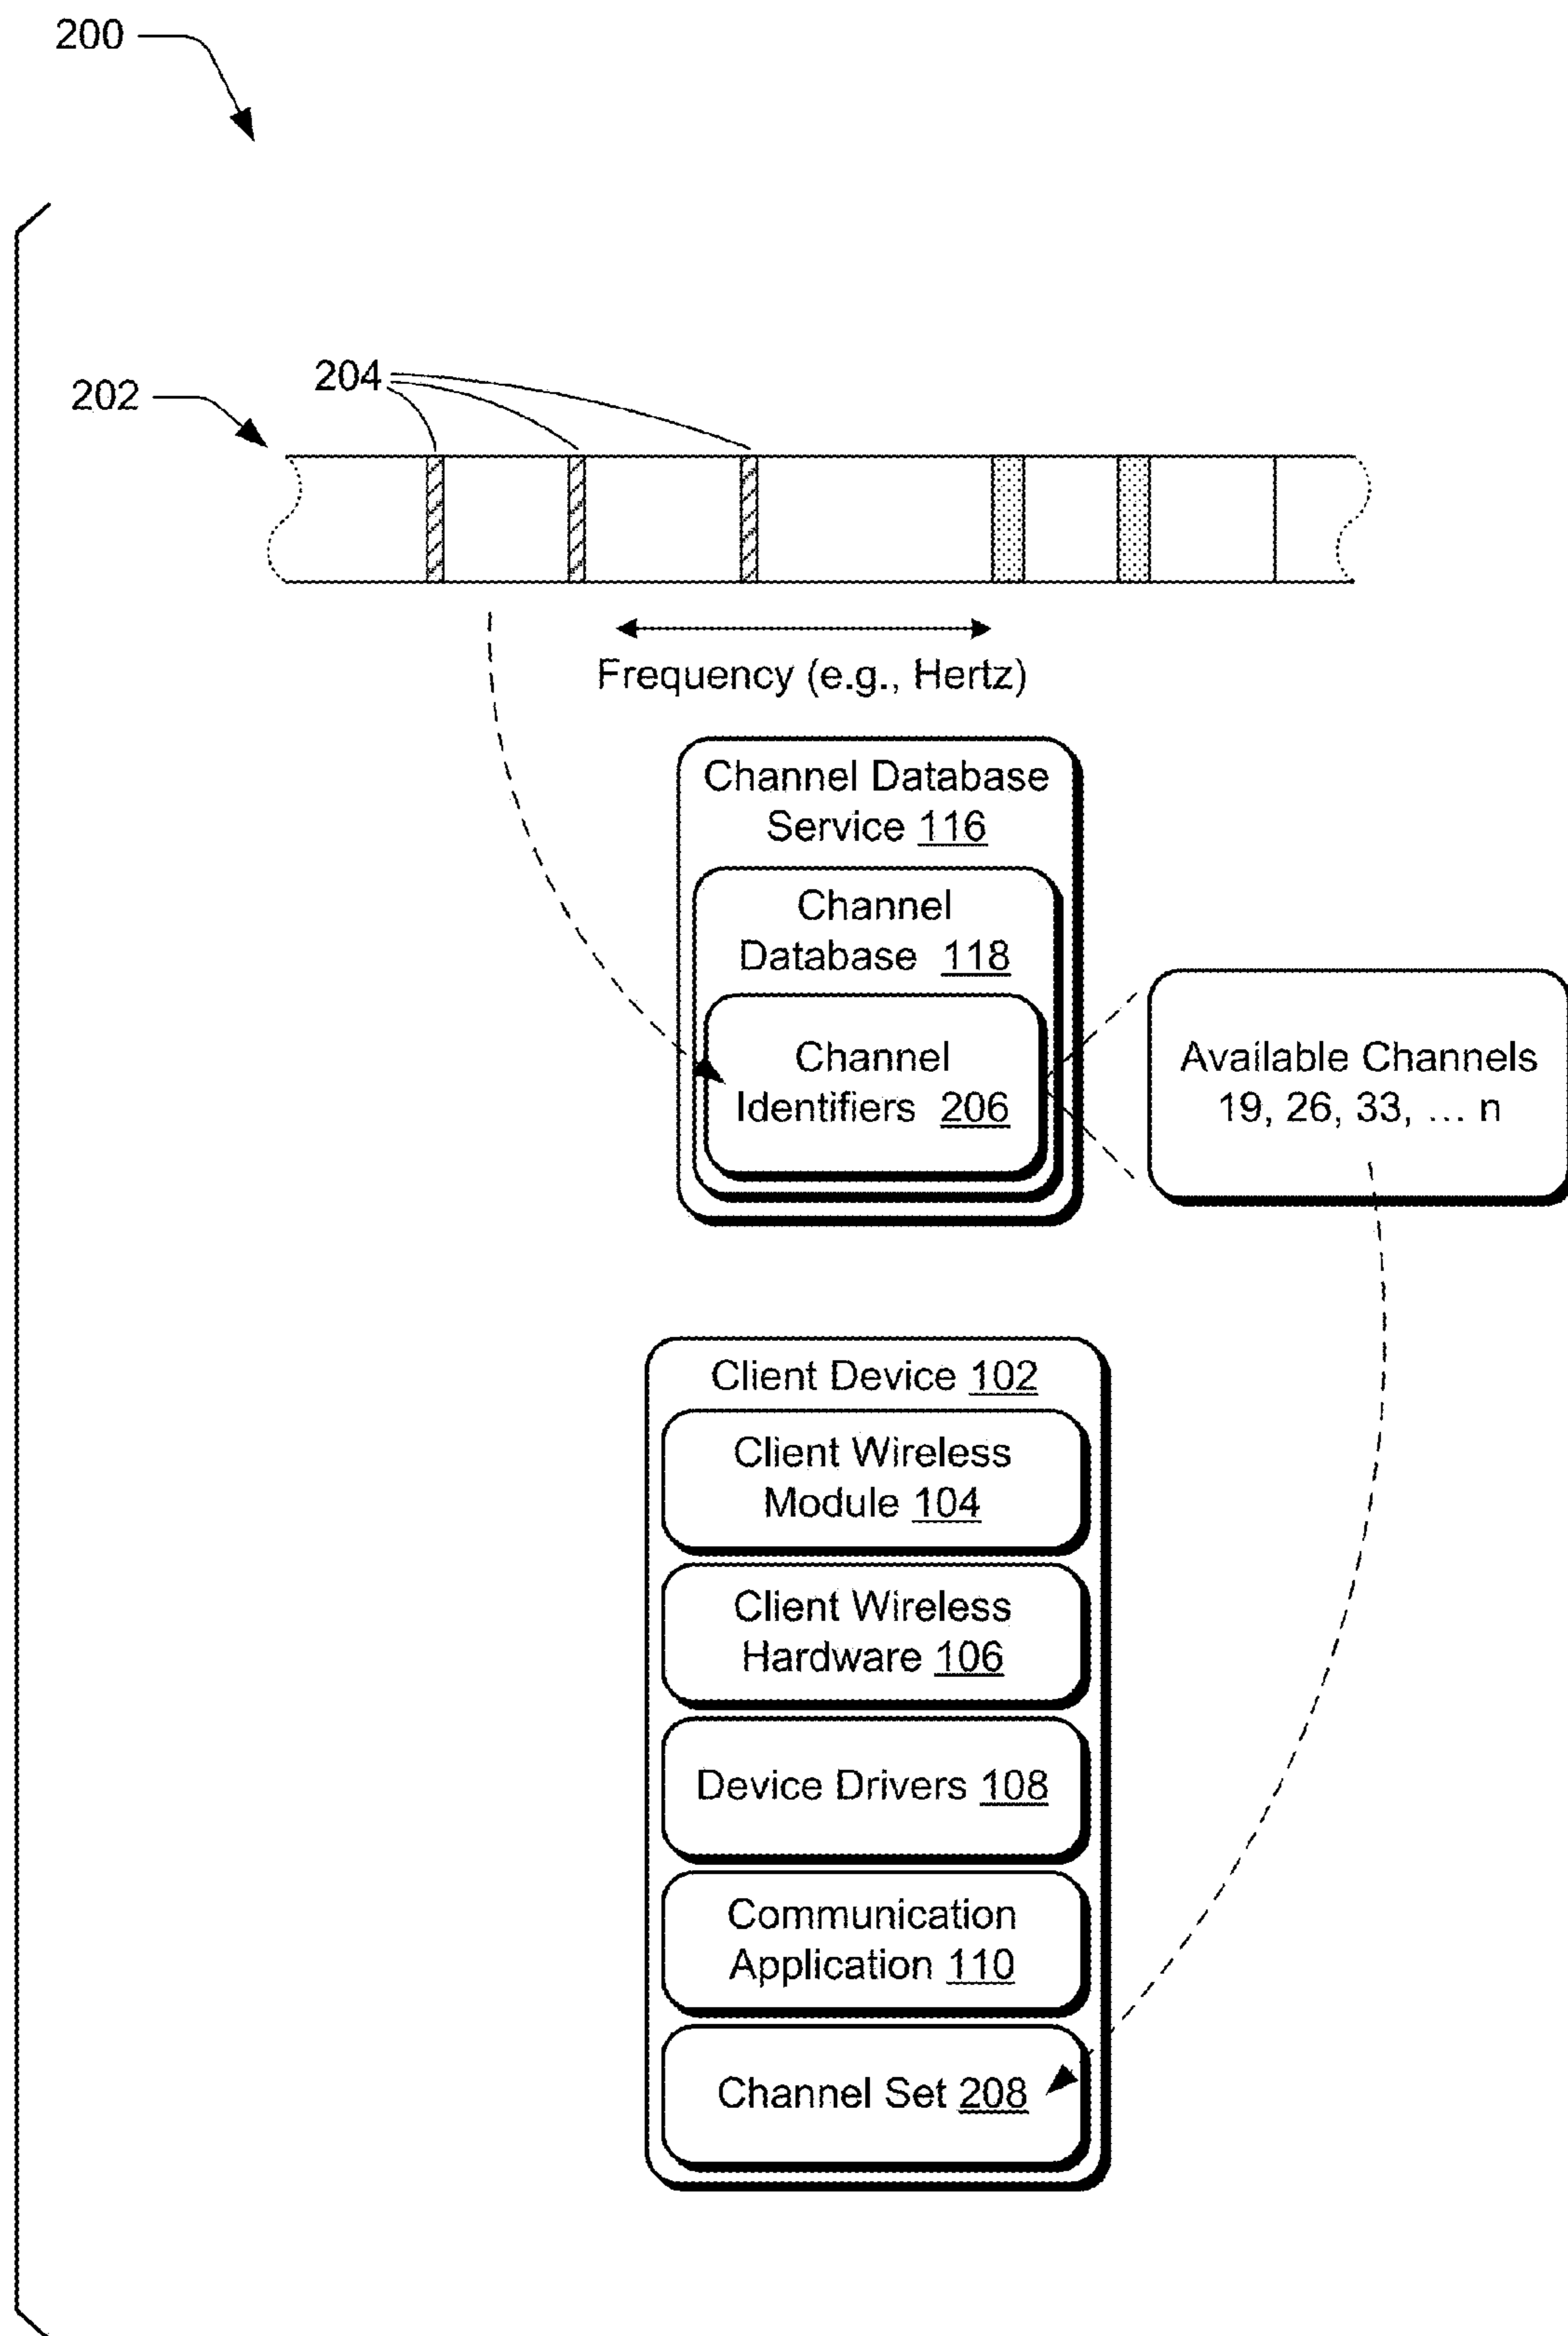 200
202
204
Frequency (e.g., Hertz)
Channel Database
Service 116
Channel
Database 118
Channel
Identifiers 206
Available Channels
19, 26, 33, ... n
Client Device 102
Client Wireless
Module 104
Client Wireless
Hardware 106
Device Drivers 108
Communication
Application 110
Channel Set 208